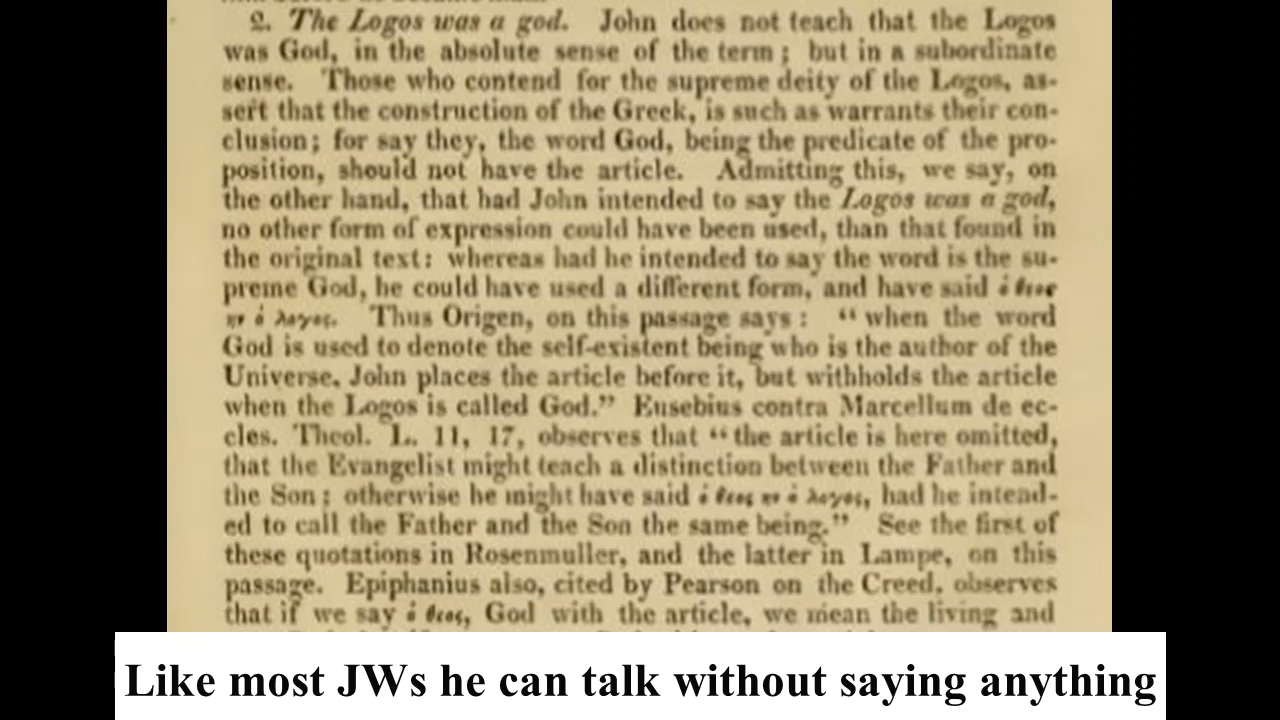 2. The Logos was a god. John does not teach that the Logos
was God, in the absolute sense of the term; but in a subordinate
sense. Those who contend for the supreme deity of the Logos, as-
sert that the construction of the Greek, is such as warrants their con-
clusion; for say they, the word God, being the predicate of the pro-
position, should not have the article. Admitting this, we say, on
the other hand, that had John intended to say the Logos was a god,
no other form of expression could have been used, than that found in
the original text: whereas had he intended to say the word is the su-
preme God, he could have used a different form, and have said ὁ θεος
ην ὁ λογος. Thus Origen, on this passage says: “when the word
God is used to denote the self-existent being who is the author of the
Universe, John places the article before it, but withholds the article
when the Logos is called God.” Eusebius contra Marcellum de ec-
cles. Theol. L. 11, 17, observes that “the article is here omitted,
that the Evangelist might teach a distinction between the Father and
the Son; otherwise he might have said ὁ θεος ην ὁ λογος, had he intend-
ed to call the Father and the Son the same being.” See the first of
these quotations in Rosenmuller, and the latter in Lampe, on this
passage. Epiphanius also, cited by Pearson on the Creed, observes
that if we say ὁ θεος, God with the article, we mean the living and
Like most JWs he can talk without saying anything